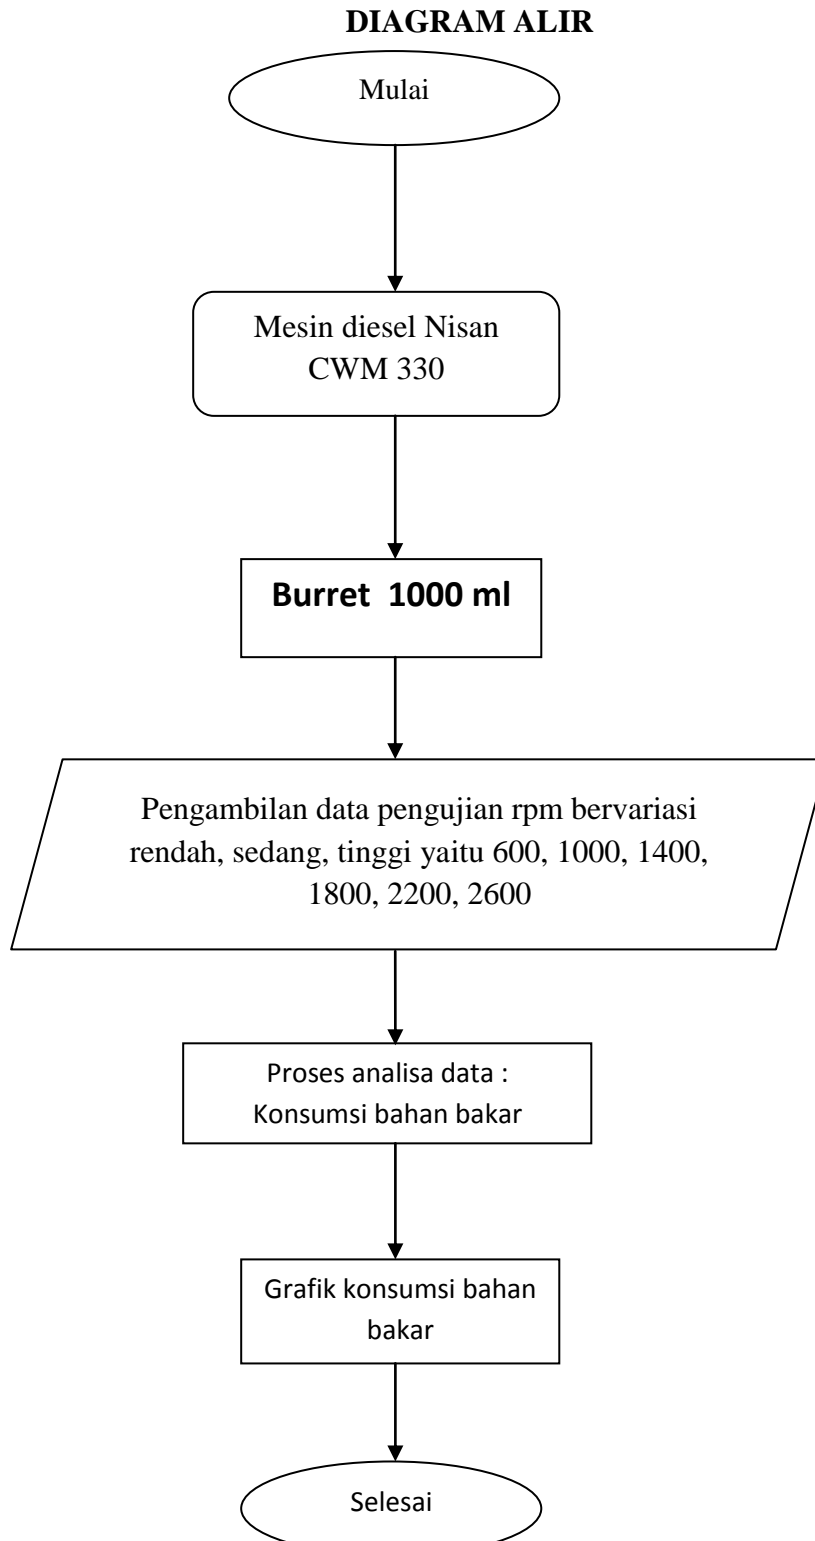 DIAGRAM ALIR
Mulai
Mesin diesel Nisan
CWM 330
Burret  1000 ml
Pengambilan data pengujian rpm bervariasi
rendah, sedang, tinggi yaitu 600, 1000, 1400,
1800, 2200, 2600
Proses analisa data :
Konsumsi bahan bakar
Grafik konsumsi bahan
bakar
Selesai